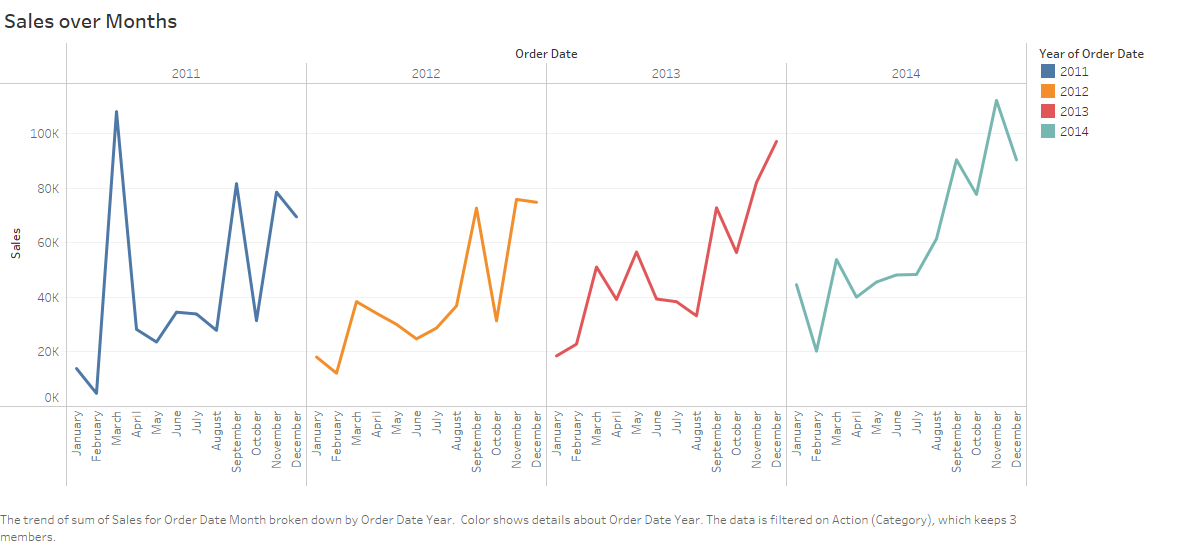 Sales over Months
Order Date
Year of Order Date
2011
2012
2013
2014
2011
2012
2013
2014
Sales
100K
80K
60K
40K
20K
0K
January
February
March
April
May
June
July
August
September
October
November
December
January
February
March
April
May
June
July
August
September
October
November
December
January
February
March
April
May
June
July
August
September
October
November
December
January
February
March
April
May
June
July
August
September
October
November
December
The trend of sum of Sales for Order Date Month broken down by Order Date Year.  Color shows details about Order Date Year. The data is filtered on Action (Category), which keeps 3
members.